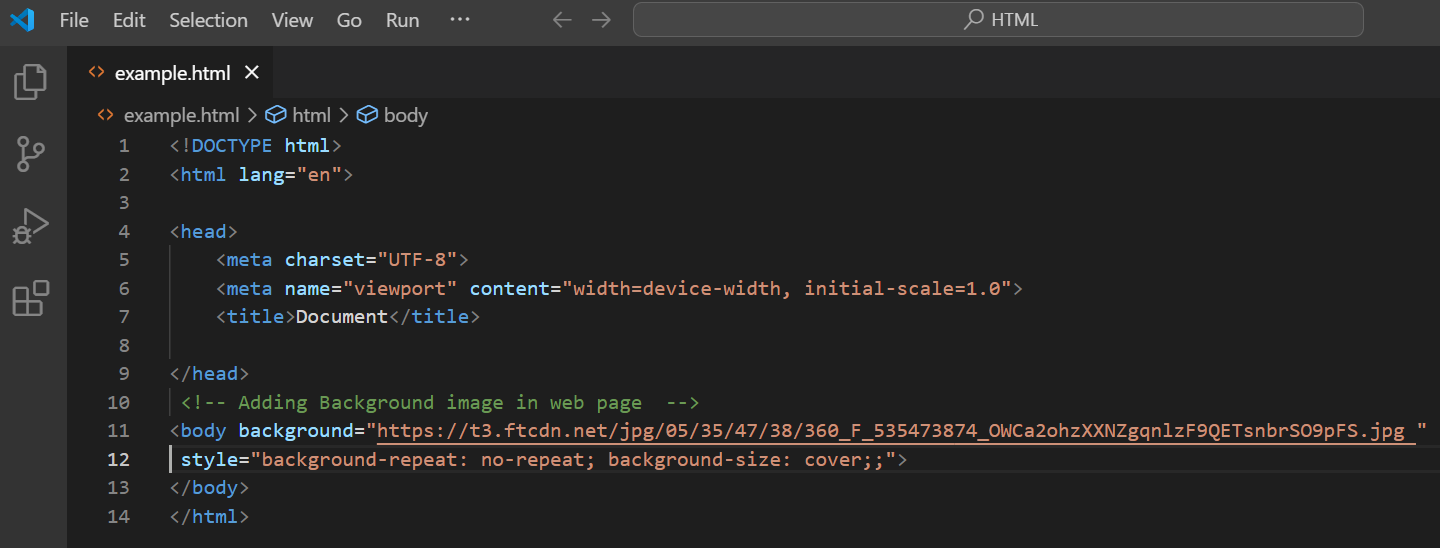 File Edit Selection View Go Run ··· ← → HTML
example.html ×
example.html > html > body
1 <!DOCTYPE html>
2 <html lang="en">
3
4 <head>
5 <meta charset="UTF-8">
6 <meta name="viewport" content="width=device-width, initial-scale=1.0">
7 <title>Document</title>
8
9 </head>
10 <!-- Adding Background image in web page  -->
11 <body background="https://t3.ftcdn.net/jpg/05/35/47/38/360_F_535473874_OWCa2ohzXXNZgqnlzF9QETsnbrSO9pFS.jpg "
12 style="background-repeat: no-repeat; background-size: cover;;">
13 </body>
14 </html>